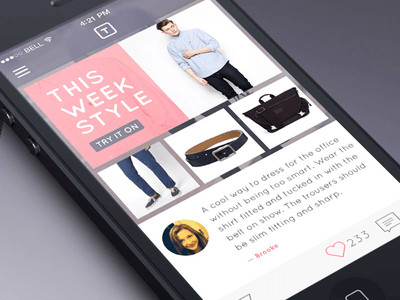 BELL
4:21 PM
T
THIS
WEEK
STYLE
TRY IT ON
A cool way to dress for the office
without being too smart. Wear the
shirt fitted and tucked in with the
belt on show. The trousers should
be slim fitting and sharp.
— Brooke
233